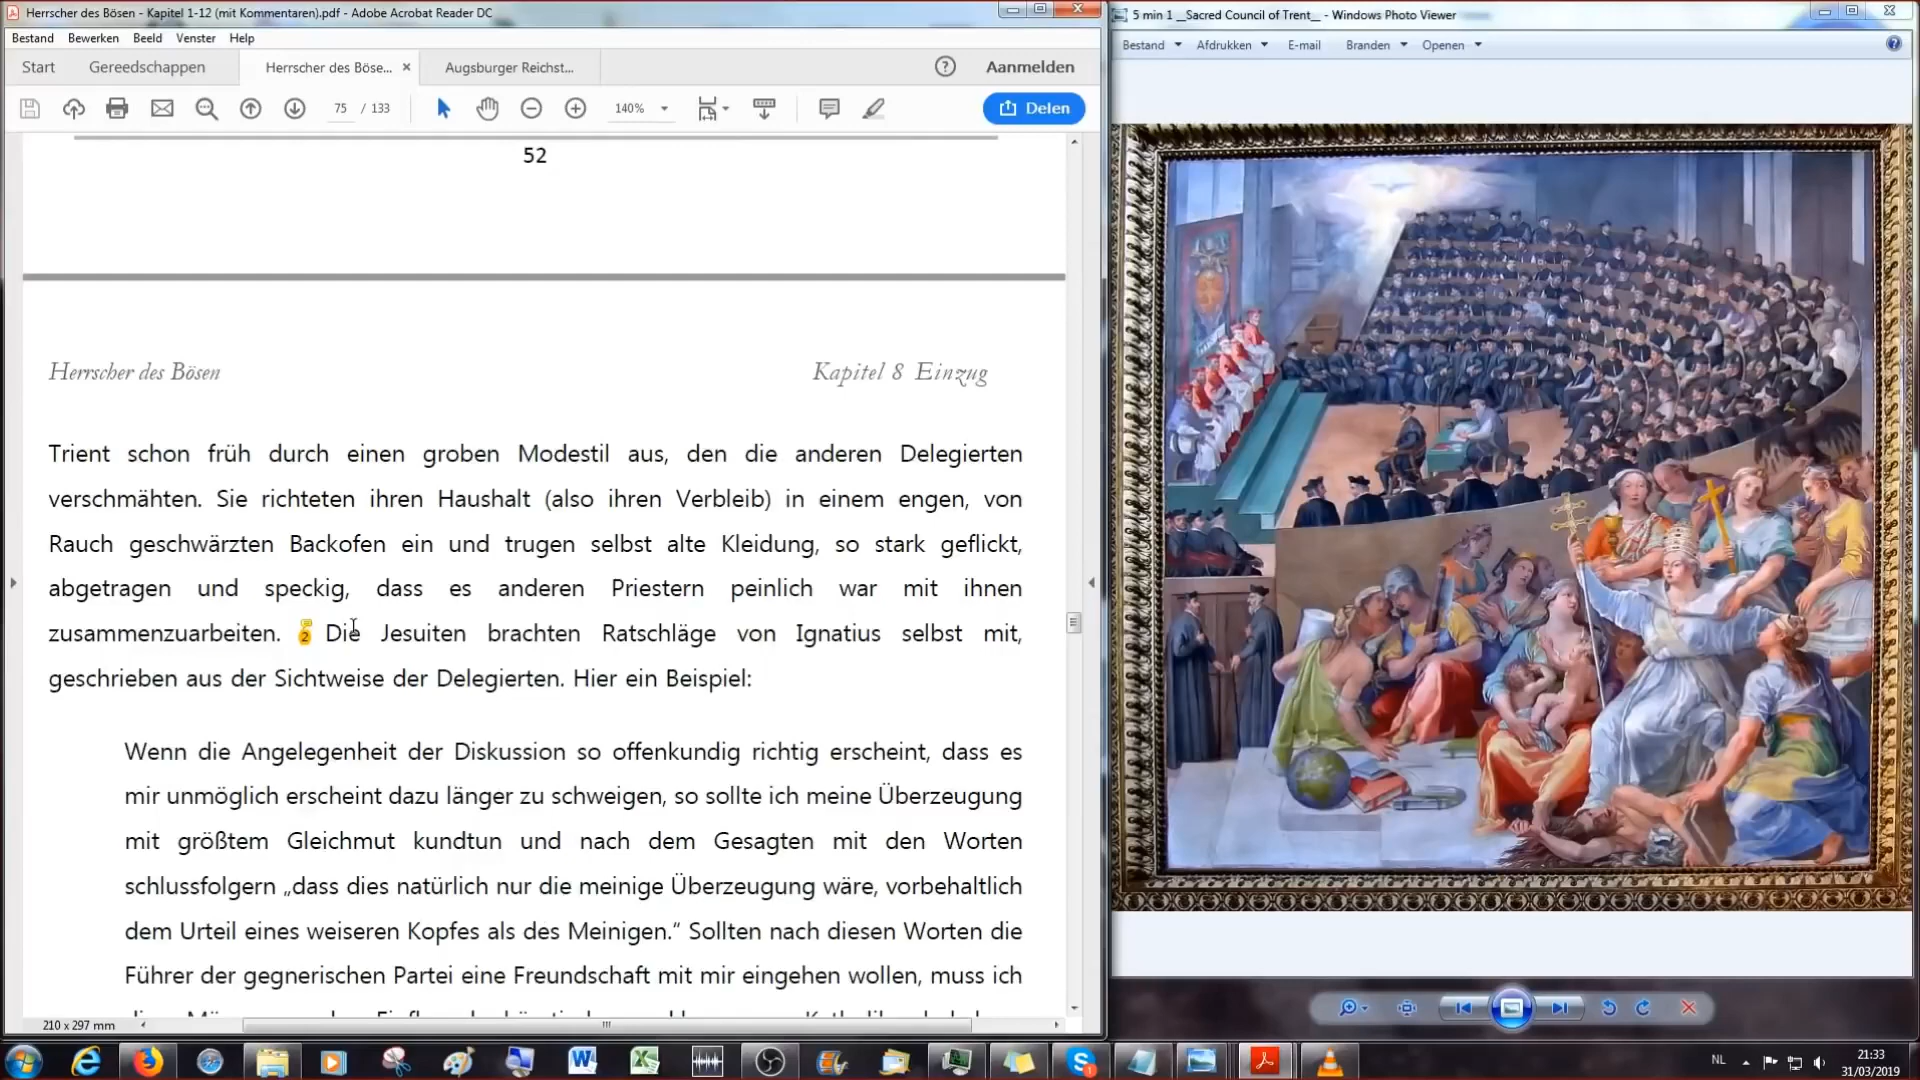 Herrscher des Bösen - Kapitel 1-12 (mit Kommentaren).pdf - Adobe Acrobat Reader DC
Bestand Bewerken Beeld Venster Help
Start Gereedschappen Herrscher des Böse... × Augsburger Reichst... Aanmelden
75 / 133 140% Delen
52
Herrscher des Bösen Kapitel 8 Einzug
Trient schon früh durch einen groben Modestil aus, den die anderen Delegierten
verschmähten. Sie richteten ihren Haushalt (also ihren Verbleib) in einem engen, von
Rauch geschwärzten Backofen ein und trugen selbst alte Kleidung, so stark geflickt,
abgetragen und speckig, dass es anderen Priestern peinlich war mit ihnen
zusammenzuarbeiten. 2 Die Jesuiten brachten Ratschläge von Ignatius selbst mit,
geschrieben aus der Sichtweise der Delegierten. Hier ein Beispiel:
Wenn die Angelegenheit der Diskussion so offenkundig richtig erscheint, dass es
mir unmöglich erscheint dazu länger zu schweigen, so sollte ich meine Überzeugung
mit größtem Gleichmut kundtun und nach dem Gesagten mit den Worten
schlussfolgern „dass dies natürlich nur die meinige Überzeugung wäre, vorbehaltlich
dem Urteil eines weiseren Kopfes als des Meinigen.“ Sollten nach diesen Worten die
Führer der gegnerischen Partei eine Freundschaft mit mir eingehen wollen, muss ich
210 x 297 mm
5 min 1 __Sacred Council of Trent__ - Windows Photo Viewer
Bestand Afdrukken E-mail Branden Openen
NL 21:33
31/03/2019